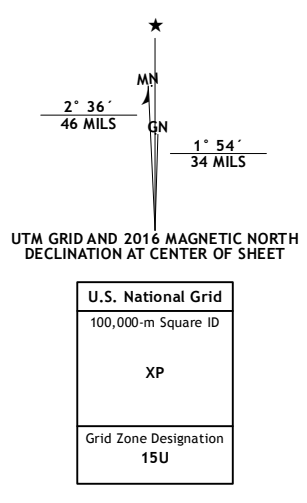 ★
MN
2° 36´
46 MILS
GN
1° 54´
34 MILS
UTM GRID AND 2016 MAGNETIC NORTH
DECLINATION AT CENTER OF SHEET
U.S. National Grid
100,000-m Square ID
XP
Grid Zone Designation
15U